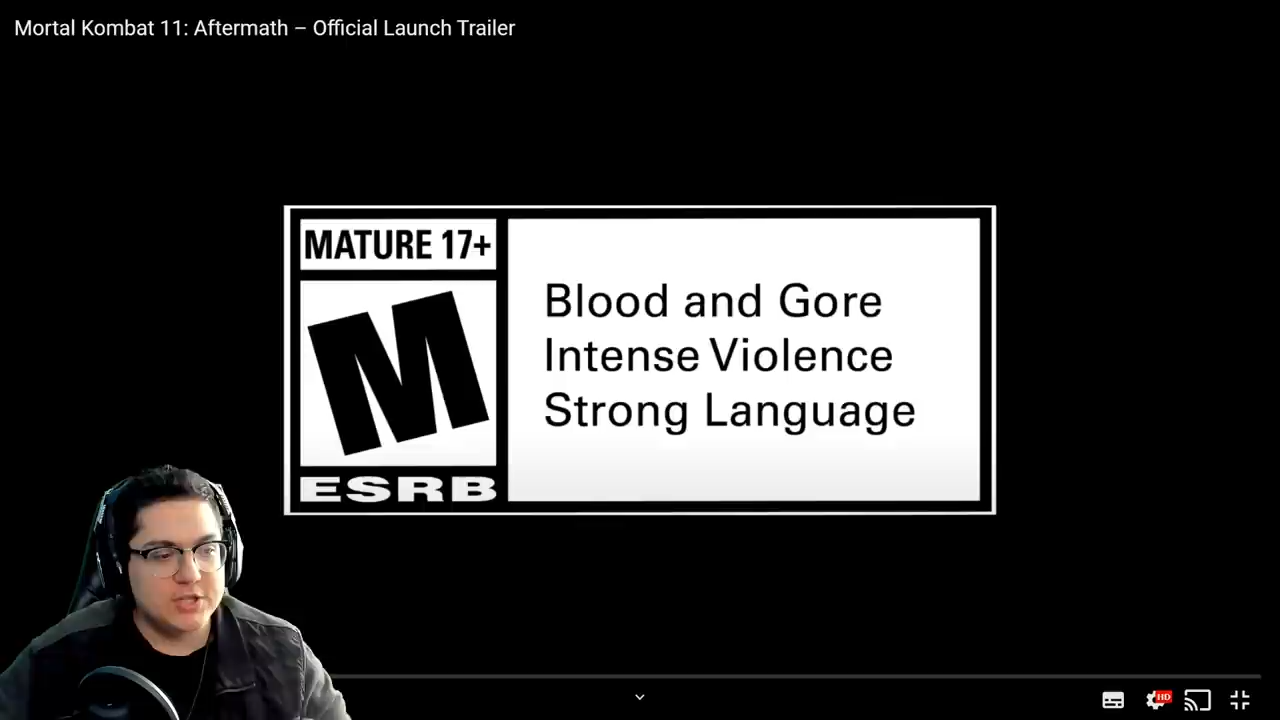 Mortal Kombat 11: Aftermath – Official Launch Trailer
MATURE 17+
M
ESRB
Blood and Gore
Intense Violence
Strong Language
HD